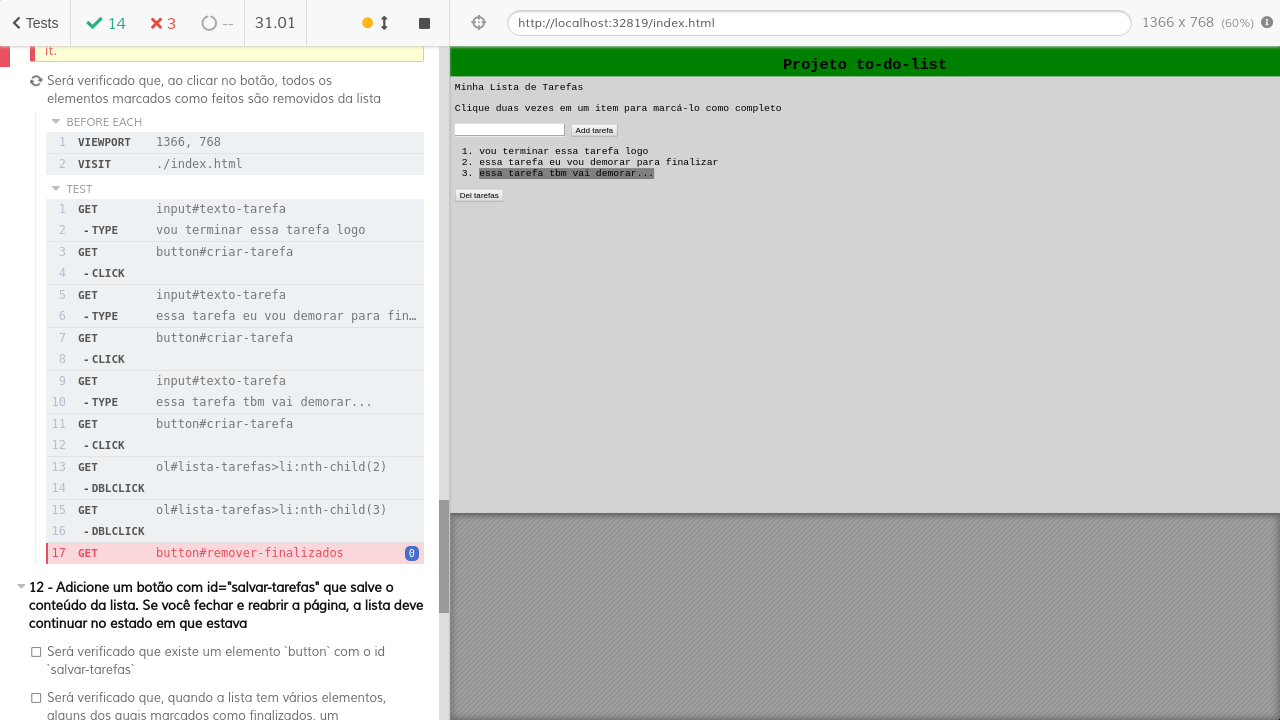 Tests
14
3
--
31.01
http://localhost:32819/index.html
1366 x 768 (60%)
it.
Será verificado que, ao clicar no botão, todos os
elementos marcados como feitos são removidos da lista
BEFORE EACH
1 VIEWPORT 1366, 768
2 VISIT ./index.html
TEST
1 GET input#texto-tarefa
2 -TYPE vou terminar essa tarefa logo
3 GET button#criar-tarefa
4 -CLICK
5 GET input#texto-tarefa
6 -TYPE essa tarefa eu vou demorar para fin…
7 GET button#criar-tarefa
8 -CLICK
9 GET input#texto-tarefa
10 -TYPE essa tarefa tbm vai demorar...
11 GET button#criar-tarefa
12 -CLICK
13 GET ol#lista-tarefas>li:nth-child(2)
14 -DBLCLICK
15 GET ol#lista-tarefas>li:nth-child(3)
16 -DBLCLICK
17 GET button#remover-finalizados 0
12 - Adicione um botão com id="salvar-tarefas" que salve o
conteúdo da lista. Se você fechar e reabrir a página, a lista deve
continuar no estado em que estava
Será verificado que existe um elemento `button` com o id
`salvar-tarefas`
Será verificado que, quando a lista tem vários elementos,
alguns dos quais marcados como finalizados, um
Projeto to-do-list
Minha Lista de Tarefas
Clique duas vezes em um item para marcá-lo como completo
Add tarefa
1. vou terminar essa tarefa logo
2. essa tarefa eu vou demorar para finalizar
3. essa tarefa tbm vai demorar...
Del tarefas